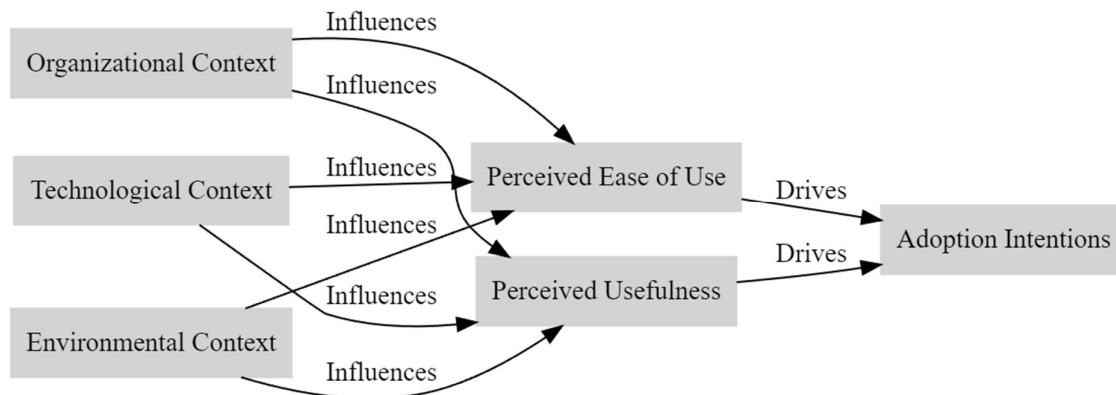 Influences
Organizational Context
Influences
Influences
Perceived Ease of Use
Technological Context
Drives
Influences
Adoption Intentions
Drives
Perceived Usefulness
Influences
Environmental Context
Influences